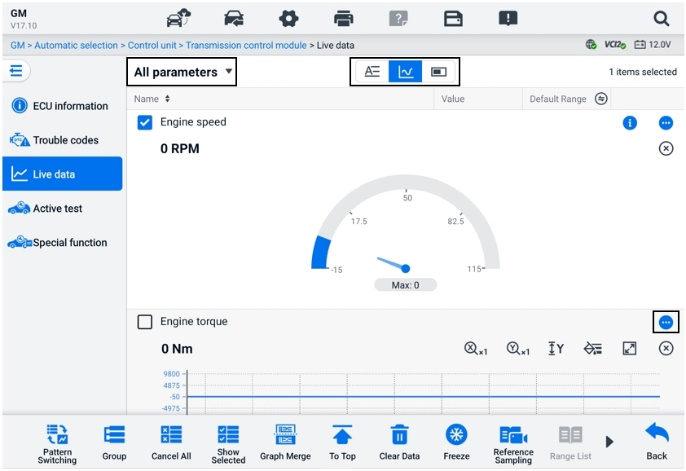 GM
V17.10
GM > Automatic selection > Control unit > Transmission control module > Live data
VCI2
12.0V
All parameters
1 items selected
Name
Value
Default Range
ECU information
Trouble codes
Live data
Active test
Special function
Engine speed
0 RPM
50
17.5
82.5
-15
115
Max: 0
Engine torque
0 Nm
X x1
Y x1
Y
9800
4875
-50
-4975
Pattern Switching
Group
Cancel All
Show Selected
Graph Merge
To Top
Clear Data
Freeze
Reference Sampling
Range List
Back